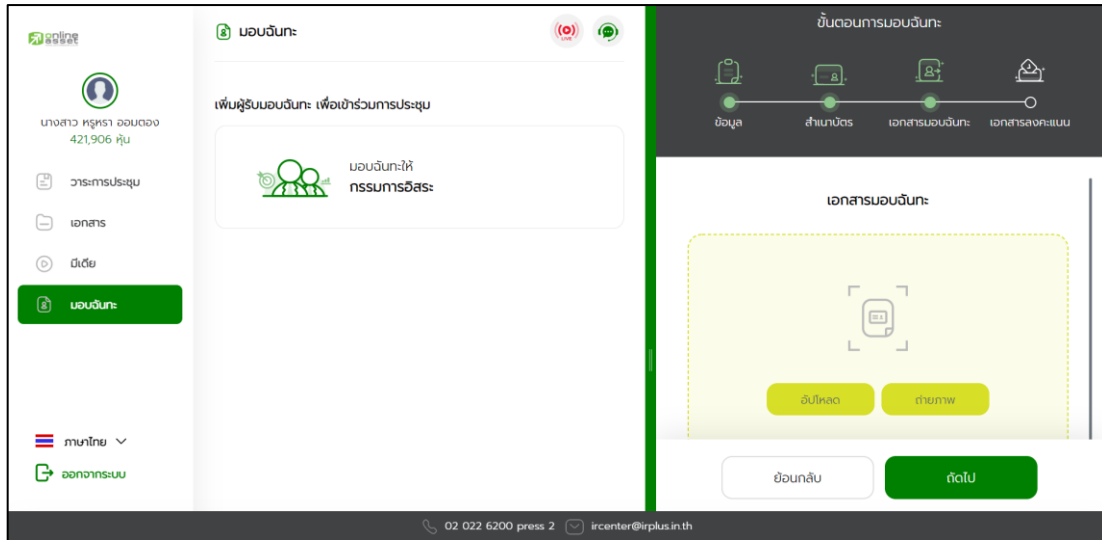 online
asset
นางสาว หรูหรา ออมตอง
421,906 หุ้น
วาระการประชุม
เอกสาร
มีเดีย
มอบฉันทะ
ภาษาไทย
ออกจากระบบ
มอบฉันทะ
LIVE
เพิ่มผู้รับมอบฉันทะ เพื่อเข้าร่วมการประชุม
มอบฉันทะให้
กรรมการอิสระ
ขั้นตอนการมอบฉันทะ
ข้อมูล
สำเนาบัตร
เอกสารมอบฉันทะ
เอกสารลงคะแนน
เอกสารมอบฉันทะ
อัปโหลด
ถ่ายภาพ
ย้อนกลับ
ถัดไป
02 022 6200 press 2
ircenter@irplus.in.th